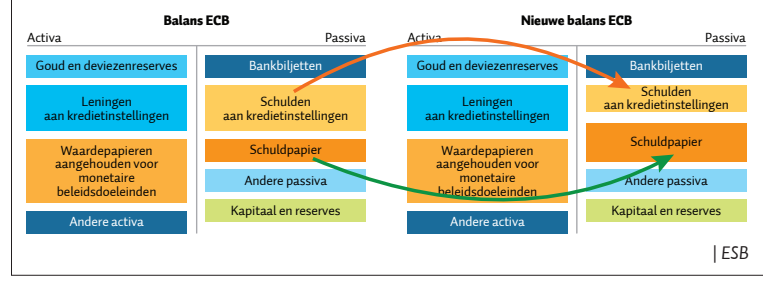 Balans ECB
Activa
Passiva
Goud en deviezenreserves
Leningen
aan kredietinstellingen
Waardepapieren
aangehouden voor
monetaire
beleidsdoeleinden
Andere activa
Bankbiljetten
Schulden
aan kredietinstellingen
Schuldpapier
Andere passiva
Kapitaal en reserves
Nieuwe balans ECB
Activa
Passiva
Goud en deviezenreserves
Leningen
aan kredietinstellingen
Waardepapieren
aangehouden voor
monetaire
beleidsdoeleinden
Andere activa
Bankbiljetten
Schulden
aan kredietinstellingen
Schuldpapier
Andere passiva
Kapitaal en reserves
| ESB